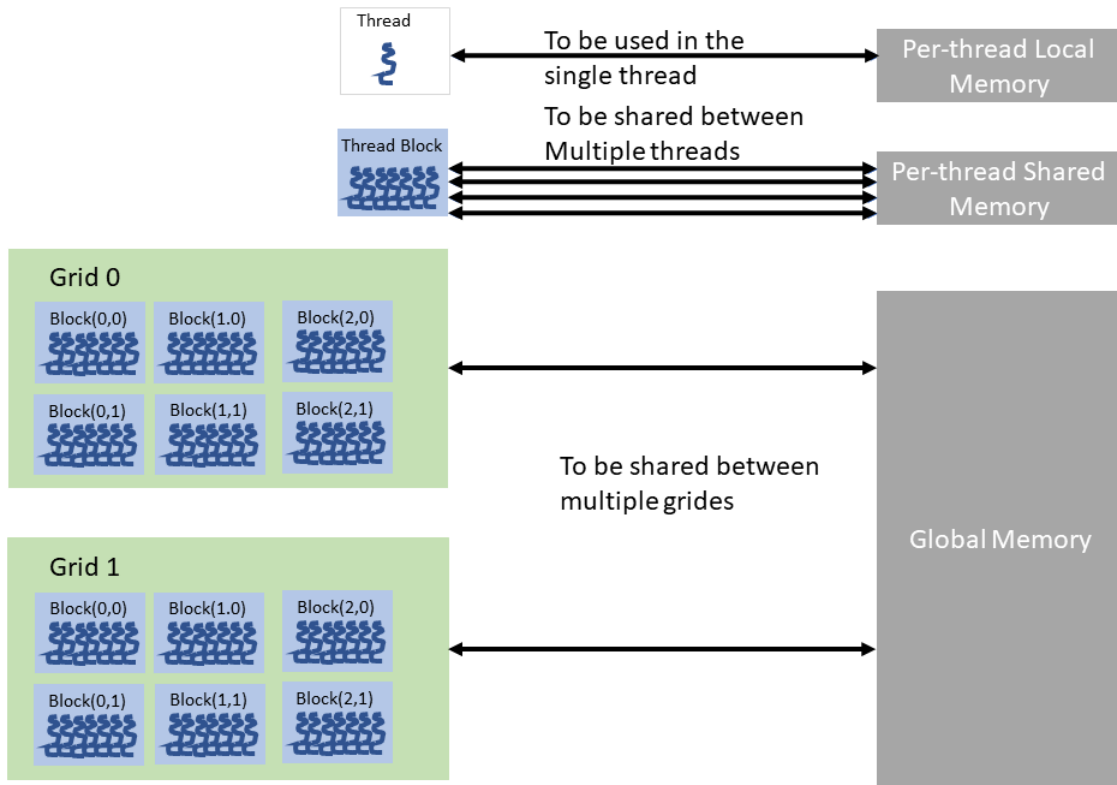 Thread
To be used in the
single thread
Per-thread Local
Memory
To be shared between
Multiple threads
Thread Block
Per-thread Shared
Memory
Grid 0
Block(0,0)
Block(1.0)
Block(2,0)
Block(0,1)
Block(1,1)
Block(2,1)
To be shared between
multiple grides
Global Memory
Grid 1
Block(0,0)
Block(1.0)
Block(2,0)
Block(0,1)
Block(1,1)
Block(2,1)